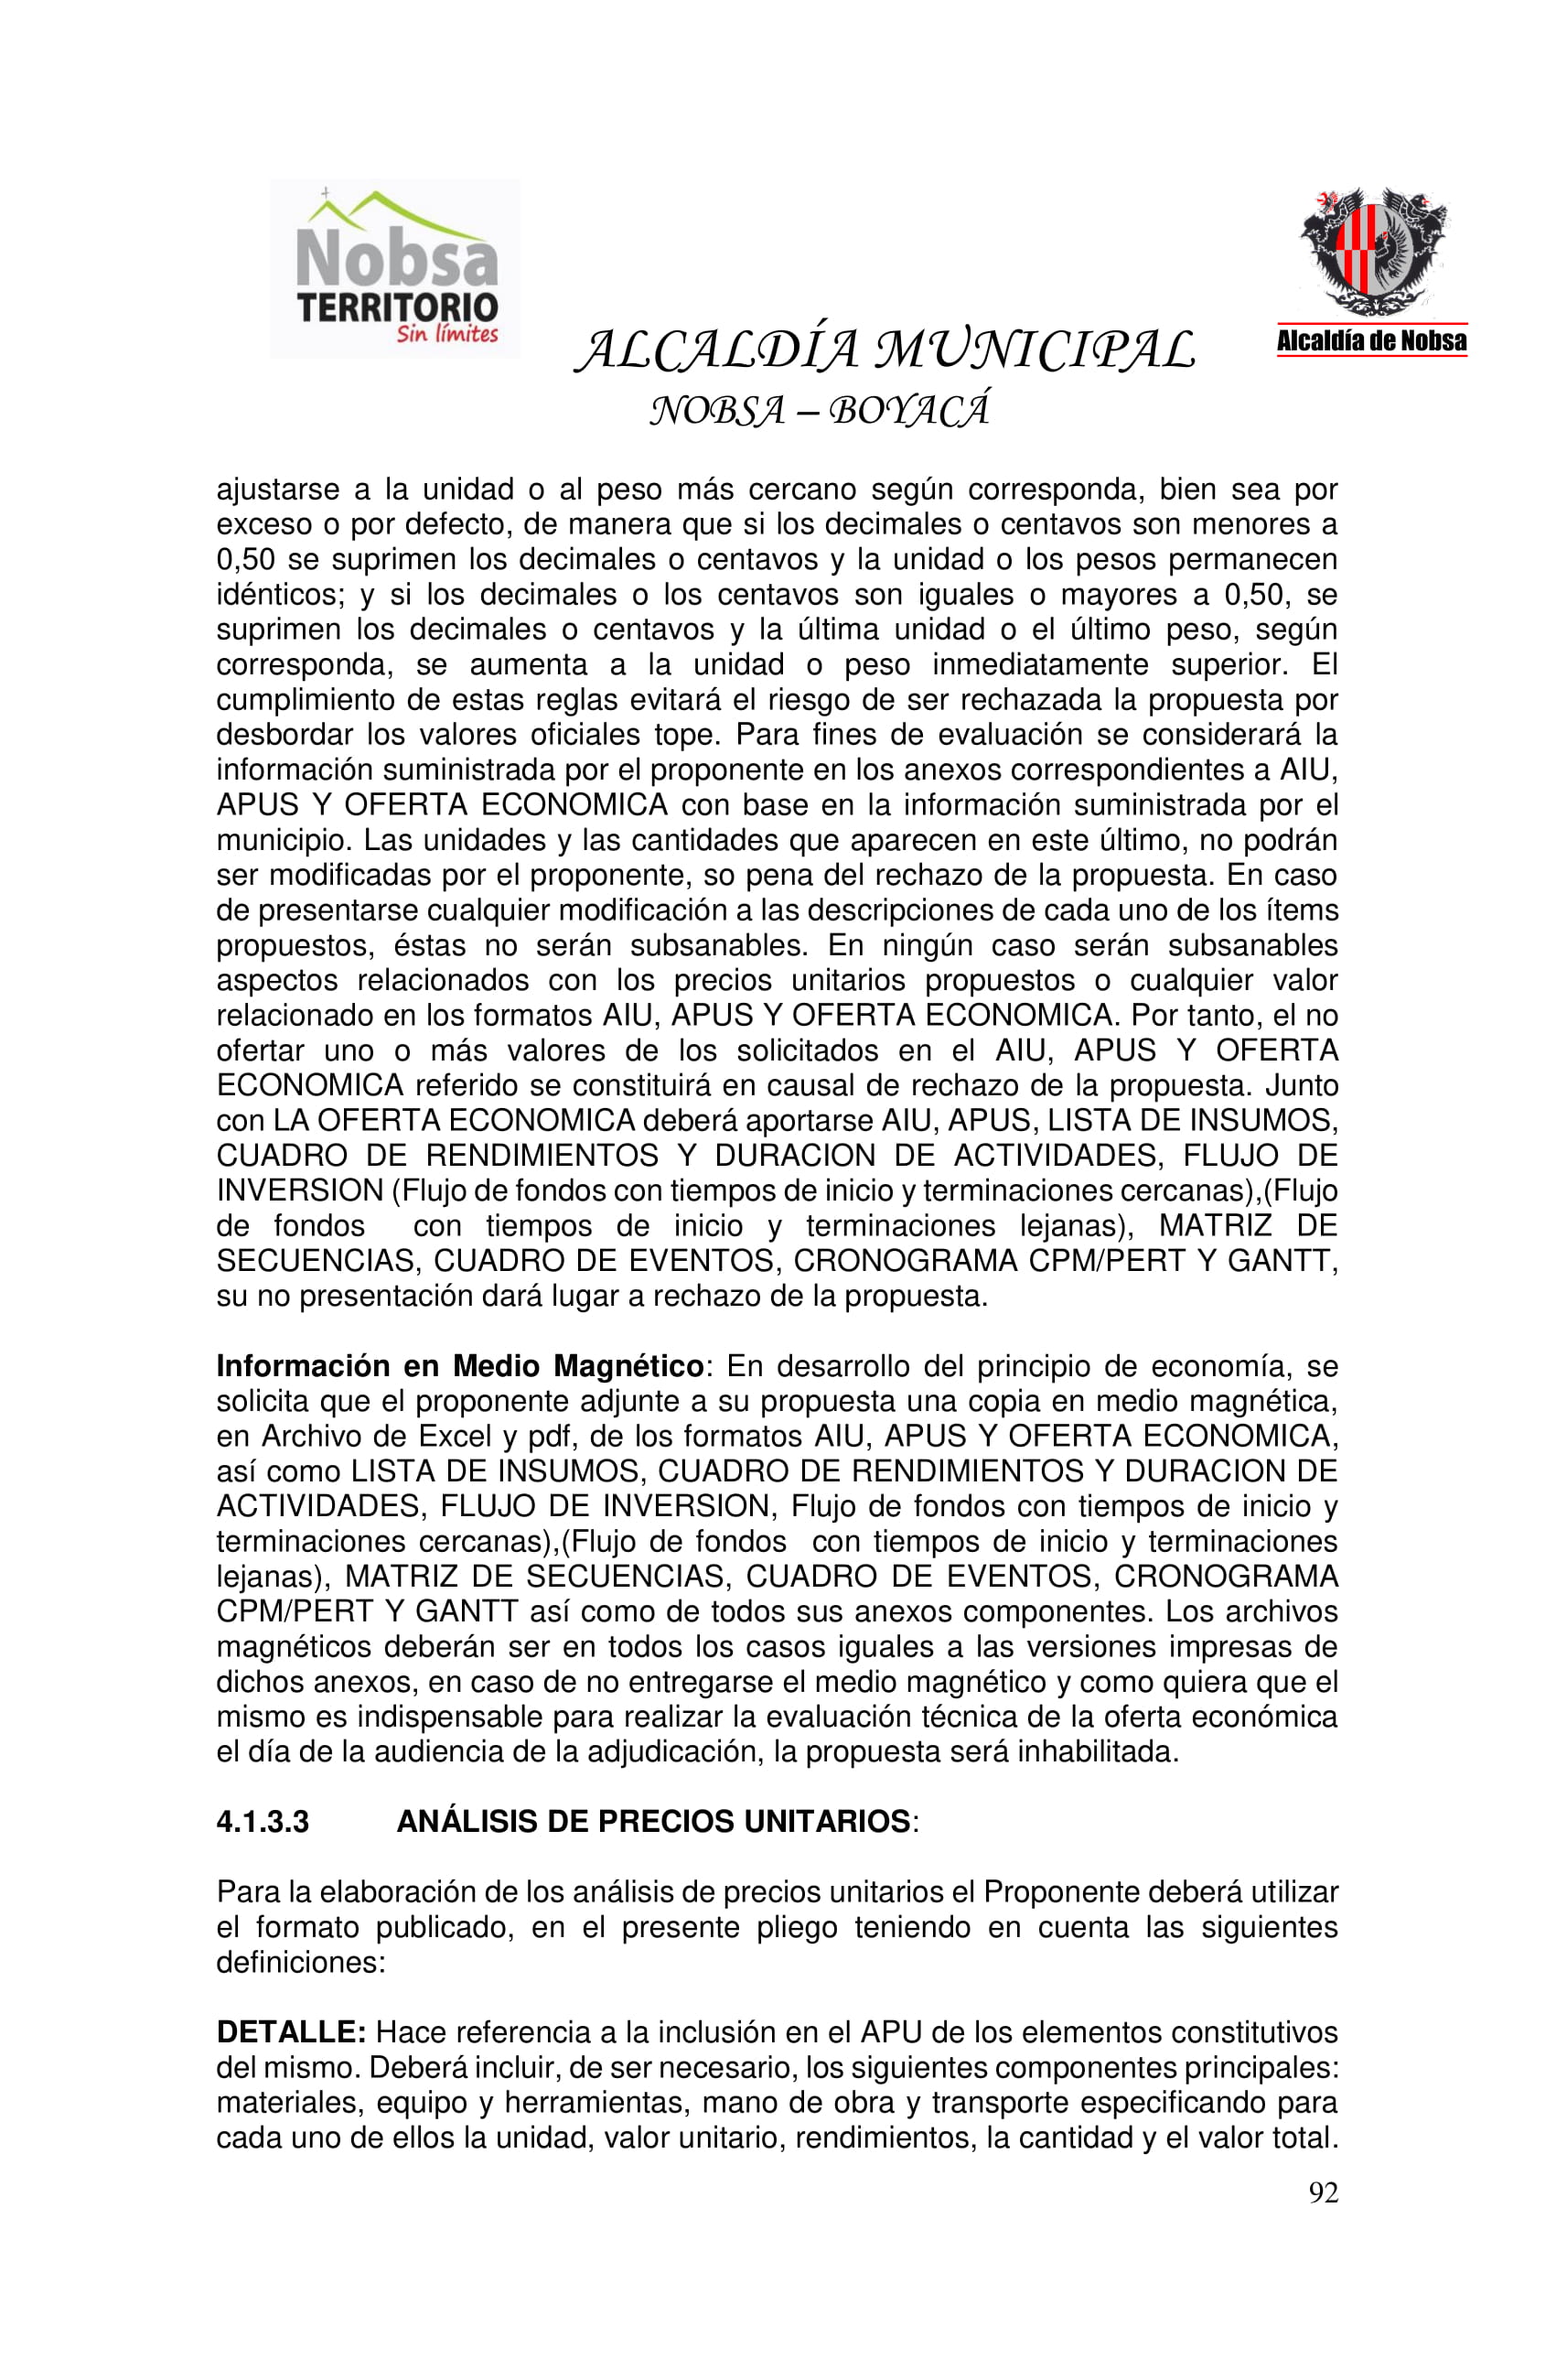 Nobsa
TERRITORIO
Sin límites
Alcaldía de Nobsa
ALCALDÍA MUNICIPAL
NOBSA – BOYACÁ
ajustarse a la unidad o al peso más cercano según corresponda, bien sea por
exceso o por defecto, de manera que si los decimales o centavos son menores a
0,50 se suprimen los decimales o centavos y la unidad o los pesos permanecen
idénticos; y si los decimales o los centavos son iguales o mayores a 0,50, se
suprimen los decimales o centavos y la última unidad o el último peso, según
corresponda, se aumenta a la unidad o peso inmediatamente superior. El
cumplimiento de estas reglas evitará el riesgo de ser rechazada la propuesta por
desbordar los valores oficiales tope. Para fines de evaluación se considerará la
información suministrada por el proponente en los anexos correspondientes a AIU,
APUS Y OFERTA ECONOMICA con base en la información suministrada por el
municipio. Las unidades y las cantidades que aparecen en este último, no podrán
ser modificadas por el proponente, so pena del rechazo de la propuesta. En caso
de presentarse cualquier modificación a las descripciones de cada uno de los ítems
propuestos, éstas no serán subsanables. En ningún caso serán subsanables
aspectos relacionados con los precios unitarios propuestos o cualquier valor
relacionado en los formatos AIU, APUS Y OFERTA ECONOMICA. Por tanto, el no
ofertar uno o más valores de los solicitados en el AIU, APUS Y OFERTA
ECONOMICA referido se constituirá en causal de rechazo de la propuesta. Junto
con LA OFERTA ECONOMICA deberá aportarse AIU, APUS, LISTA DE INSUMOS,
CUADRO DE RENDIMIENTOS Y DURACION DE ACTIVIDADES, FLUJO DE
INVERSION (Flujo de fondos con tiempos de inicio y terminaciones cercanas),(Flujo
de fondos con tiempos de inicio y terminaciones lejanas), MATRIZ DE
SECUENCIAS, CUADRO DE EVENTOS, CRONOGRAMA CPM/PERT Y GANTT,
su no presentación dará lugar a rechazo de la propuesta.
Información en Medio Magnético: En desarrollo del principio de economía, se
solicita que el proponente adjunte a su propuesta una copia en medio magnética,
en Archivo de Excel y pdf, de los formatos AIU, APUS Y OFERTA ECONOMICA,
así como LISTA DE INSUMOS, CUADRO DE RENDIMIENTOS Y DURACION DE
ACTIVIDADES, FLUJO DE INVERSION, Flujo de fondos con tiempos de inicio y
terminaciones cercanas),(Flujo de fondos con tiempos de inicio y terminaciones
lejanas), MATRIZ DE SECUENCIAS, CUADRO DE EVENTOS, CRONOGRAMA
CPM/PERT Y GANTT así como de todos sus anexos componentes. Los archivos
magnéticos deberán ser en todos los casos iguales a las versiones impresas de
dichos anexos, en caso de no entregarse el medio magnético y como quiera que el
mismo es indispensable para realizar la evaluación técnica de la oferta económica
el día de la audiencia de la adjudicación, la propuesta será inhabilitada.
4.1.3.3 ANÁLISIS DE PRECIOS UNITARIOS:
Para la elaboración de los análisis de precios unitarios el Proponente deberá utilizar
el formato publicado, en el presente pliego teniendo en cuenta las siguientes
definiciones:
DETALLE: Hace referencia a la inclusión en el APU de los elementos constitutivos
del mismo. Deberá incluir, de ser necesario, los siguientes componentes principales:
materiales, equipo y herramientas, mano de obra y transporte especificando para
cada uno de ellos la unidad, valor unitario, rendimientos, la cantidad y el valor total.
92